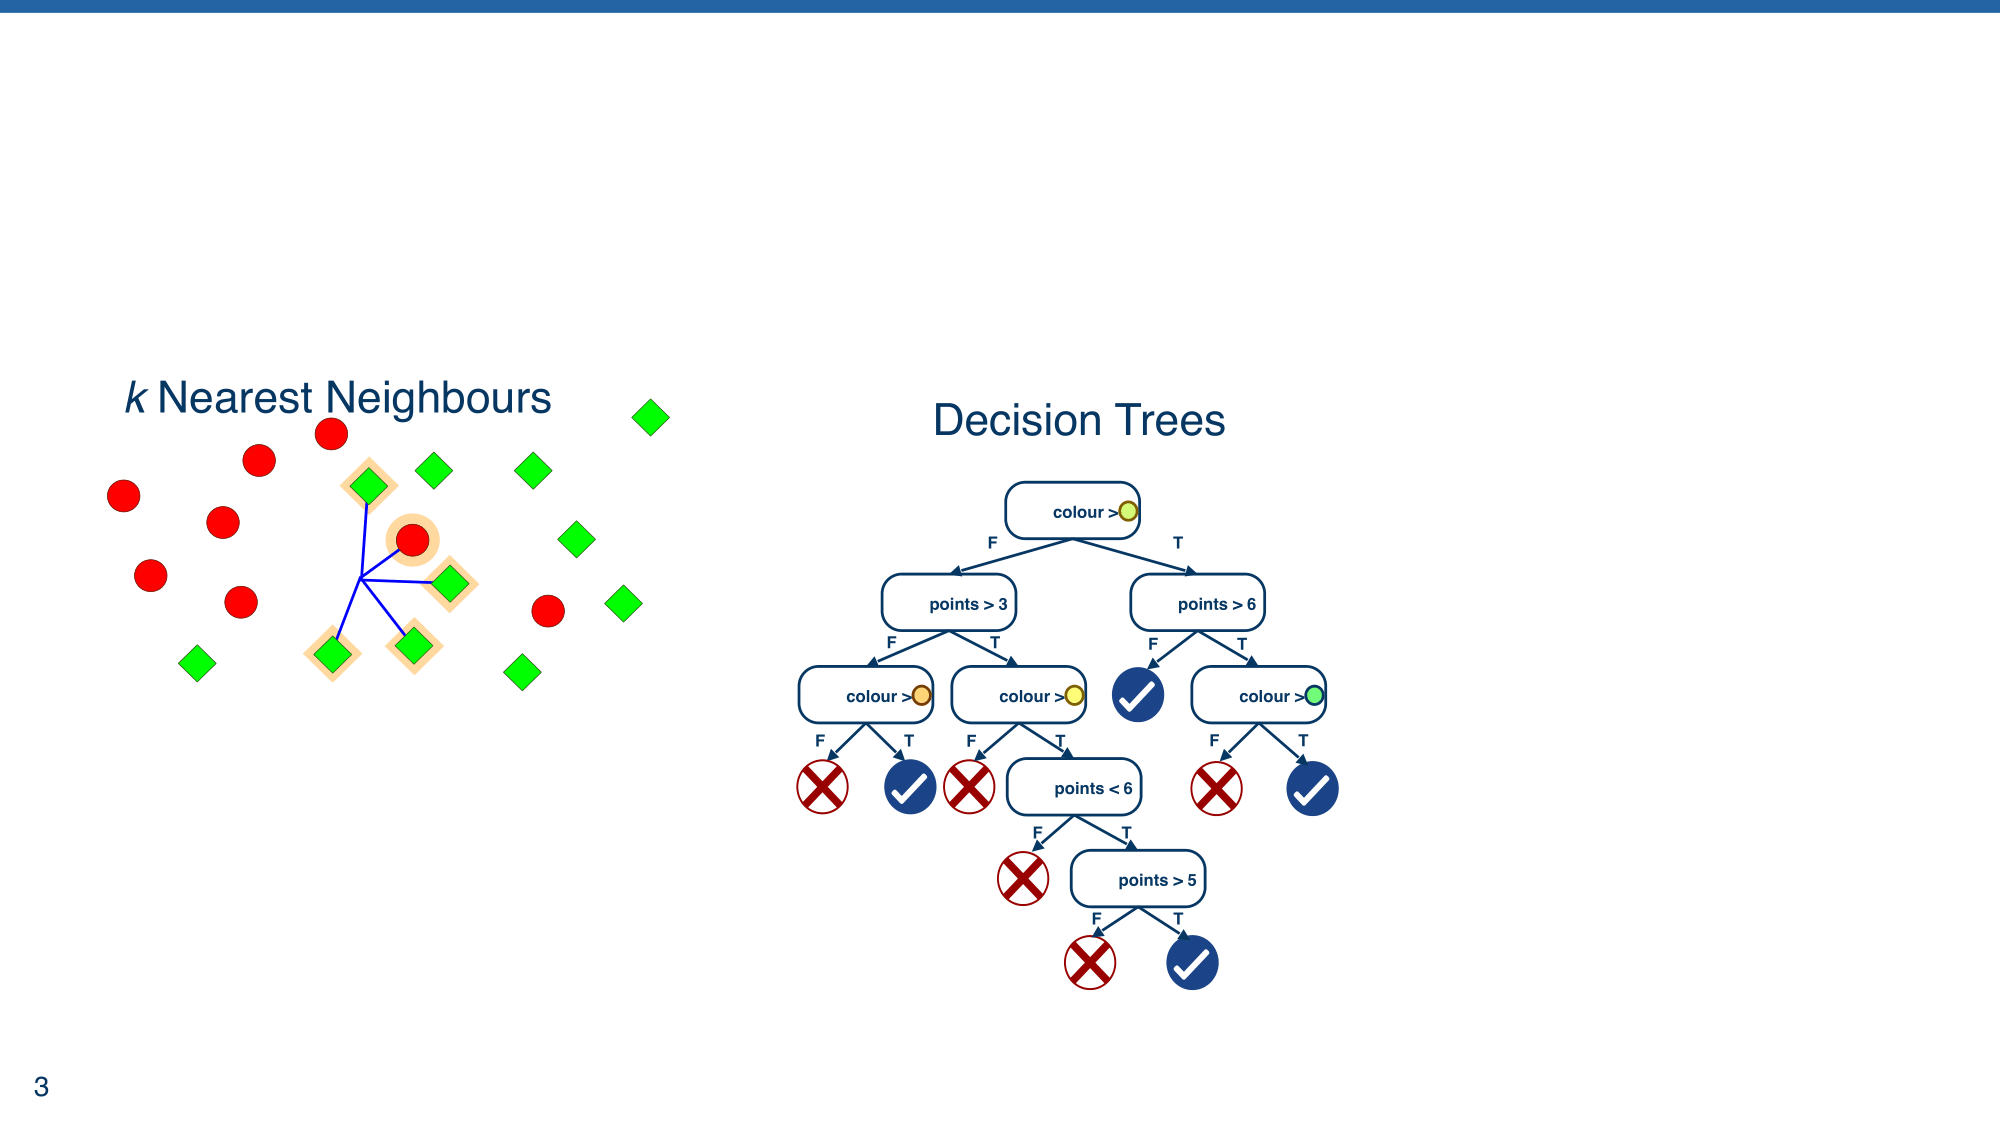 k Nearest Neighbours
Decision Trees
colour >
F T
points > 3 points > 6
F T F T
colour > colour > colour >
F T F T F T
points < 6
F T
points > 5
F T
3